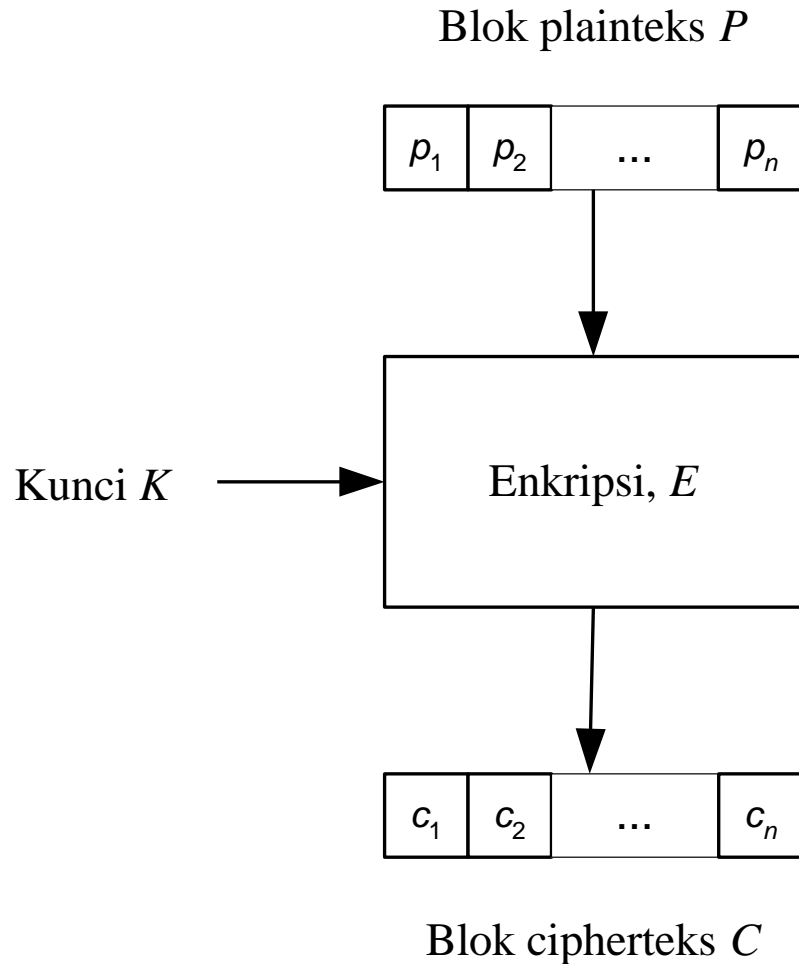 Blok plainteks P
p1 p2 ... pn
Kunci K
Enkripsi, E
c1 c2 ... cn
Blok cipherteks C